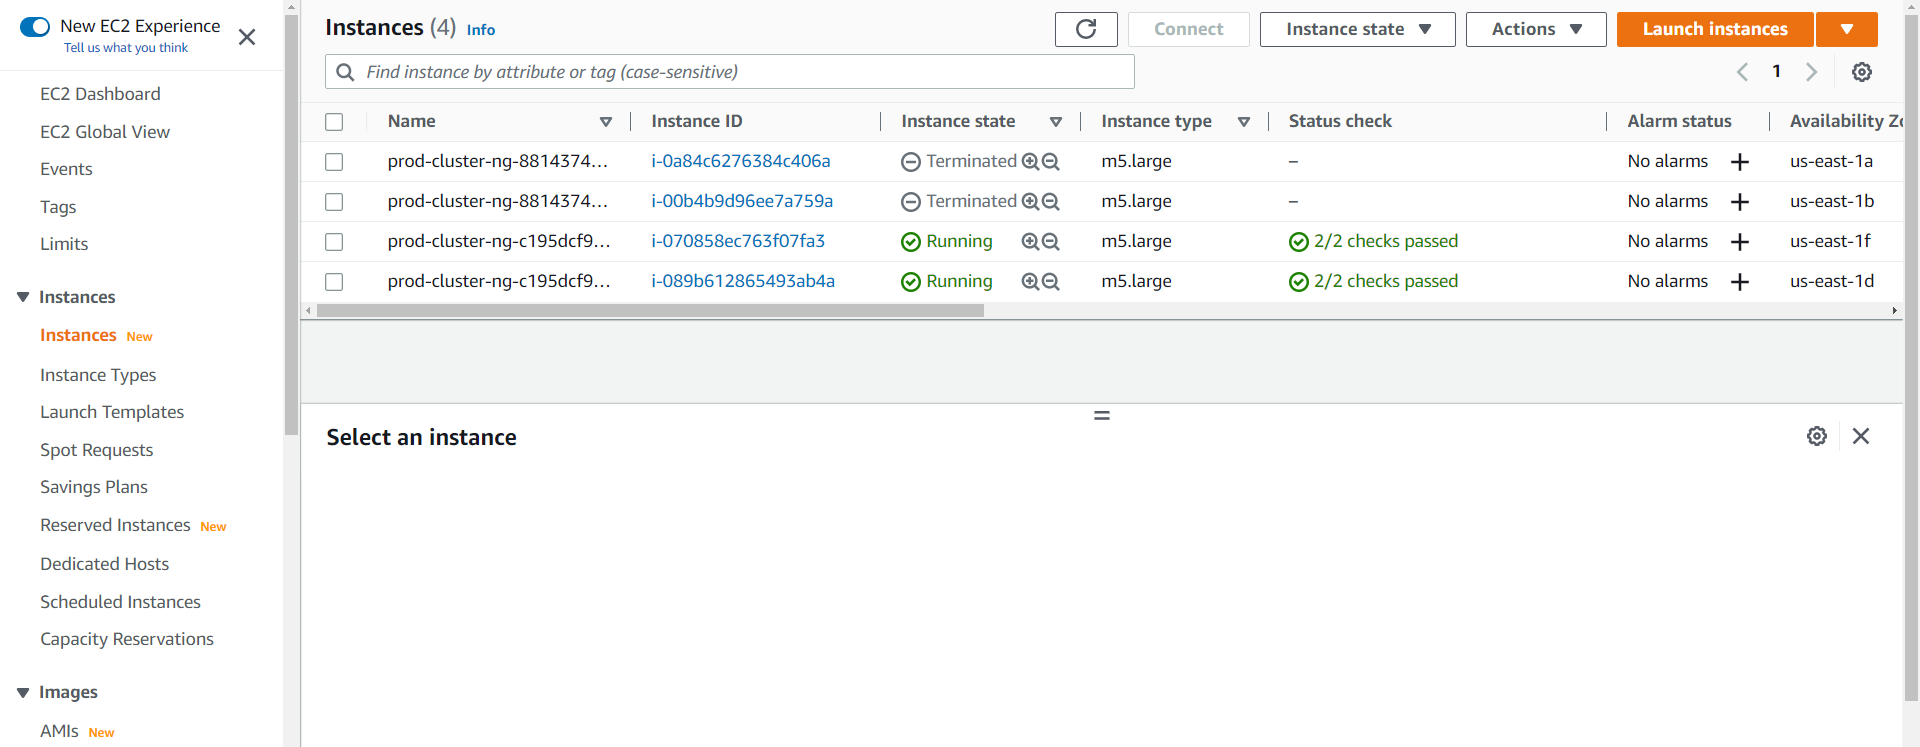 New EC2 Experience
Tell us what you think
EC2 Dashboard
EC2 Global View
Events
Tags
Limits
Instances
Instances New
Instance Types
Launch Templates
Spot Requests
Savings Plans
Reserved Instances New
Dedicated Hosts
Scheduled Instances
Capacity Reservations
Images
AMIs New
Instances (4) Info
Connect Instance state Actions Launch instances
Find instance by attribute or tag (case-sensitive)
1
Name Instance ID Instance state Instance type Status check Alarm status Availability Zo
prod-cluster-ng-8814374... i-0a84c6276384c406a Terminated m5.large – No alarms us-east-1a
prod-cluster-ng-8814374... i-00b4b9d96ee7a759a Terminated m5.large – No alarms us-east-1b
prod-cluster-ng-c195dcf9... i-070858ec763f07fa3 Running m5.large 2/2 checks passed No alarms us-east-1f
prod-cluster-ng-c195dcf9... i-089b612865493ab4a Running m5.large 2/2 checks passed No alarms us-east-1d
Select an instance